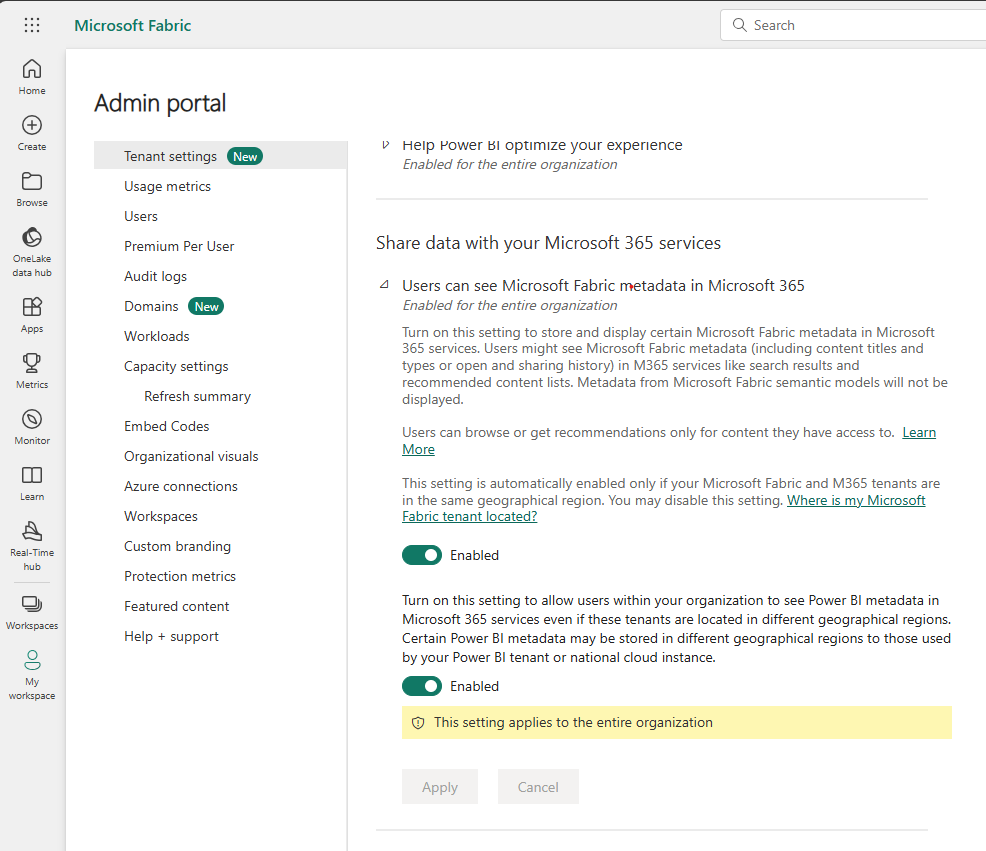 Microsoft Fabric
Search
Home
Create
Browse
OneLake
data hub
Apps
Metrics
Monitor
Learn
Real-Time
hub
Workspaces
My
workspace
Admin portal
Tenant settings New
Usage metrics
Users
Premium Per User
Audit logs
Domains New
Workloads
Capacity settings
Refresh summary
Embed Codes
Organizational visuals
Azure connections
Workspaces
Custom branding
Protection metrics
Featured content
Help + support
Help Power BI optimize your experience
Enabled for the entire organization
Share data with your Microsoft 365 services
Users can see Microsoft Fabric metadata in Microsoft 365
Enabled for the entire organization
Turn on this setting to store and display certain Microsoft Fabric metadata in Microsoft
365 services. Users might see Microsoft Fabric metadata (including content titles and
types or open and sharing history) in M365 services like search results and
recommended content lists. Metadata from Microsoft Fabric semantic models will not be
displayed.
Users can browse or get recommendations only for content they have access to. Learn
More
This setting is automatically enabled only if your Microsoft Fabric and M365 tenants are
in the same geographical region. You may disable this setting. Where is my Microsoft
Fabric tenant located?
Enabled
Turn on this setting to allow users within your organization to see Power BI metadata in
Microsoft 365 services even if these tenants are located in different geographical regions.
Certain Power BI metadata may be stored in different geographical regions to those used
by your Power BI tenant or national cloud instance.
Enabled
This setting applies to the entire organization
Apply
Cancel